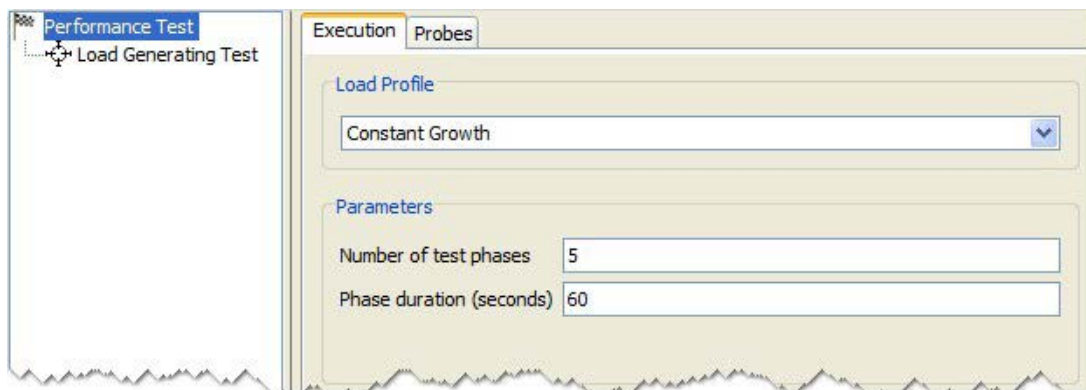 Performance Test
Load Generating Test
Execution Probes
Load Profile
Constant Growth
Parameters
Number of test phases 5
Phase duration (seconds) 60